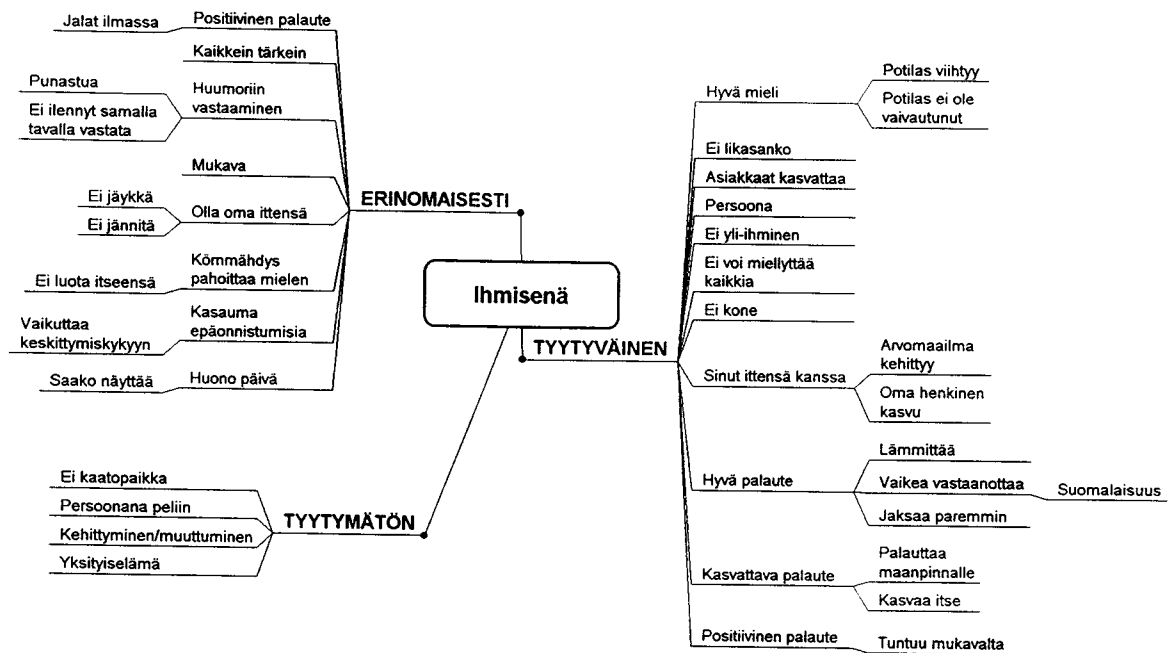 Jalat ilmassa
Positiivinen palaute
Kaikkein tärkein
Punastua
Ei ilennyt samalla
tavalla vastata
Huumoriin
vastaaminen
Mukava
Ei jäykkä
Ei jännitä
Olla oma ittensä
Ei luota itseensä
Kömmähdys
pahoittaa mielen
Vaikuttaa
keskittymiskykyyn
Kasauma
epäonnistumisia
Saako näyttää
Huono päivä
ERINOMAISESTI
Ihmisenä
Ei kaatopaikka
Persoonana peliin
Kehittyminen/muuttuminen
Yksityiselämä
TYYTYMÄTÖN
TYYTYVÄINEN
Hyvä mieli
Potilas viihtyy
Potilas ei ole
vaivautunut
Ei likasanko
Asiakkaat kasvattaa
Persoona
Ei yli-ihminen
Ei voi miellyttää
kaikkia
Ei kone
Sinut ittensä kanssa
Arvomaailma
kehittyy
Oma henkinen
kasvu
Hyvä palaute
Lämmittää
Vaikea vastaanottaa
Suomalaisuus
Jaksaa paremmin
Kasvattava palaute
Palauttaa
maanpinnalle
Kasvaa itse
Positiivinen palaute
Tuntuu mukavalta